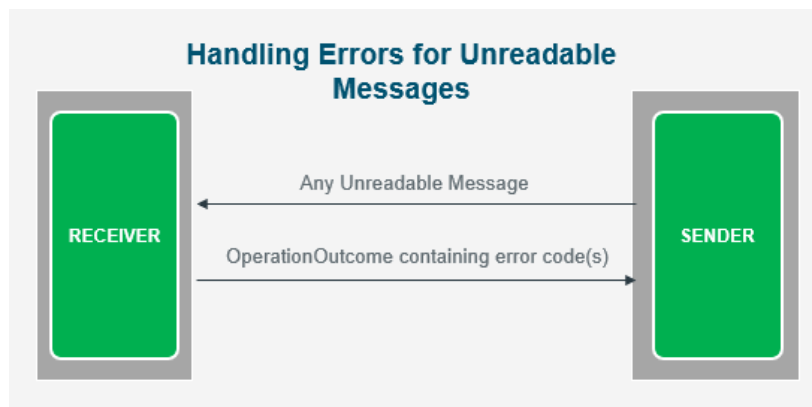 Handling Errors for Unreadable
Messages
Any Unreadable Message
RECEIVER
SENDER
OperationOutcome containing error code(s)